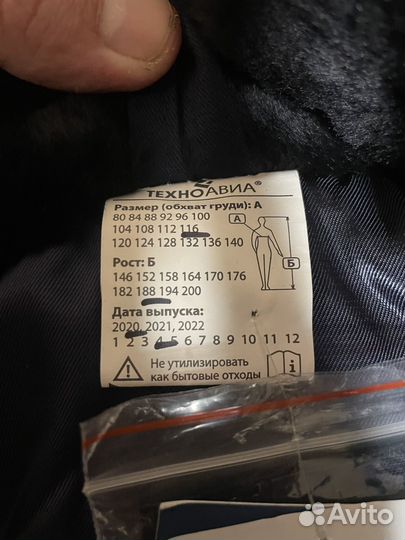 ТЕХНОАВИА®
Размер (обхват груди): А
80 84 88 92 96 100
104 108 112 116
120 124 128 132 136 140
А
Рост: Б
Б
146 152 158 164 170 176
182 188 194 200
Дата выпуска:
2020, 2021, 2022
1 2 3 4 5 6 7 8 9 10 11 12
Не утилизировать
как бытовые отходы
Avito